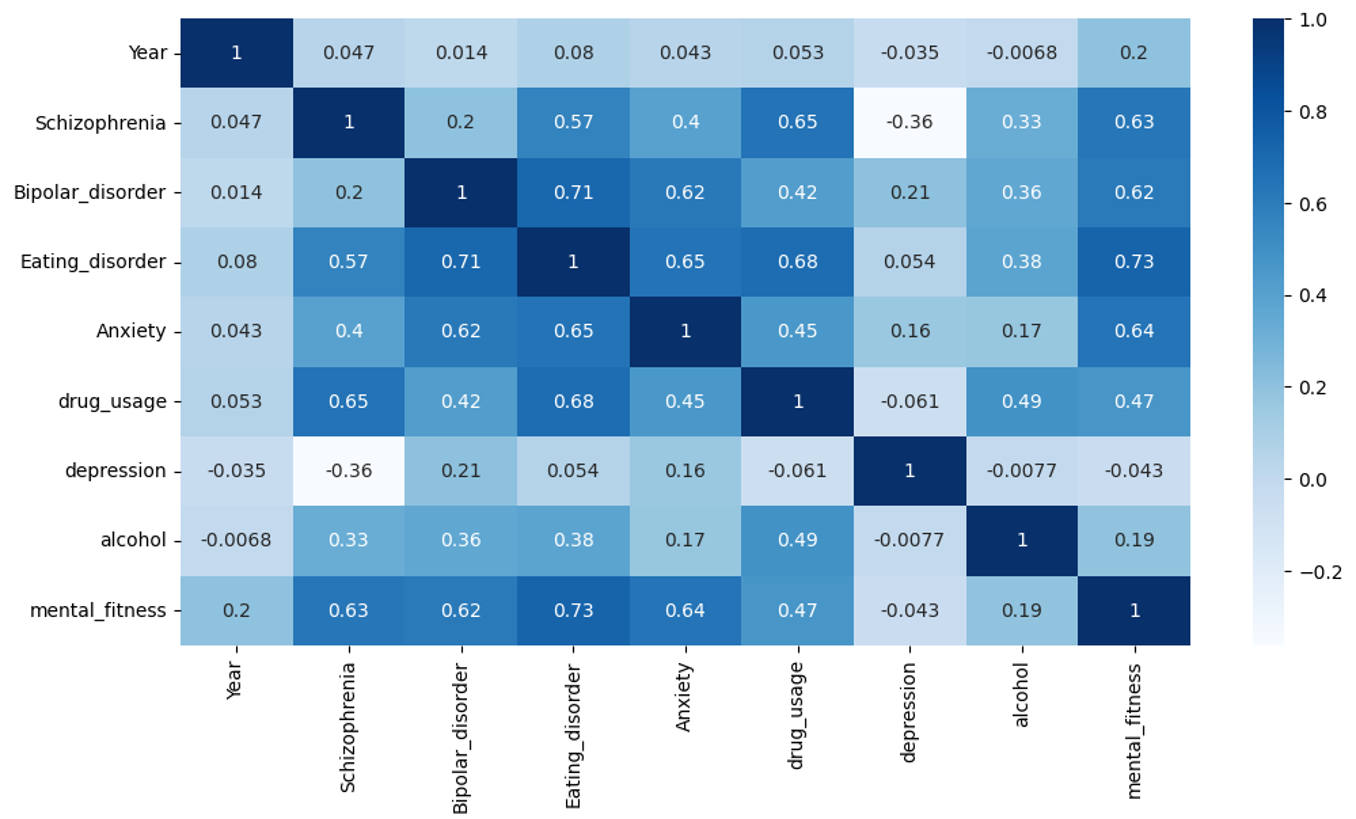 Year 1 0.047 0.014 0.08 0.043 0.053 -0.035 -0.0068 0.2
Schizophrenia 0.047 1 0.2 0.57 0.4 0.65 -0.36 0.33 0.63
Bipolar_disorder 0.014 0.2 1 0.71 0.62 0.42 0.21 0.36 0.62
Eating_disorder 0.08 0.57 0.71 1 0.65 0.68 0.054 0.38 0.73
Anxiety 0.043 0.4 0.62 0.65 1 0.45 0.16 0.17 0.64
drug_usage 0.053 0.65 0.42 0.68 0.45 1 -0.061 0.49 0.47
depression -0.035 -0.36 0.21 0.054 0.16 -0.061 1 -0.0077 -0.043
alcohol -0.0068 0.33 0.36 0.38 0.17 0.49 -0.0077 1 0.19
mental_fitness 0.2 0.63 0.62 0.73 0.64 0.47 -0.043 0.19 1
Year
Schizophrenia
Bipolar_disorder
Eating_disorder
Anxiety
drug_usage
depression
alcohol
mental_fitness
1.0
0.8
0.6
0.4
0.2
0.0
−0.2